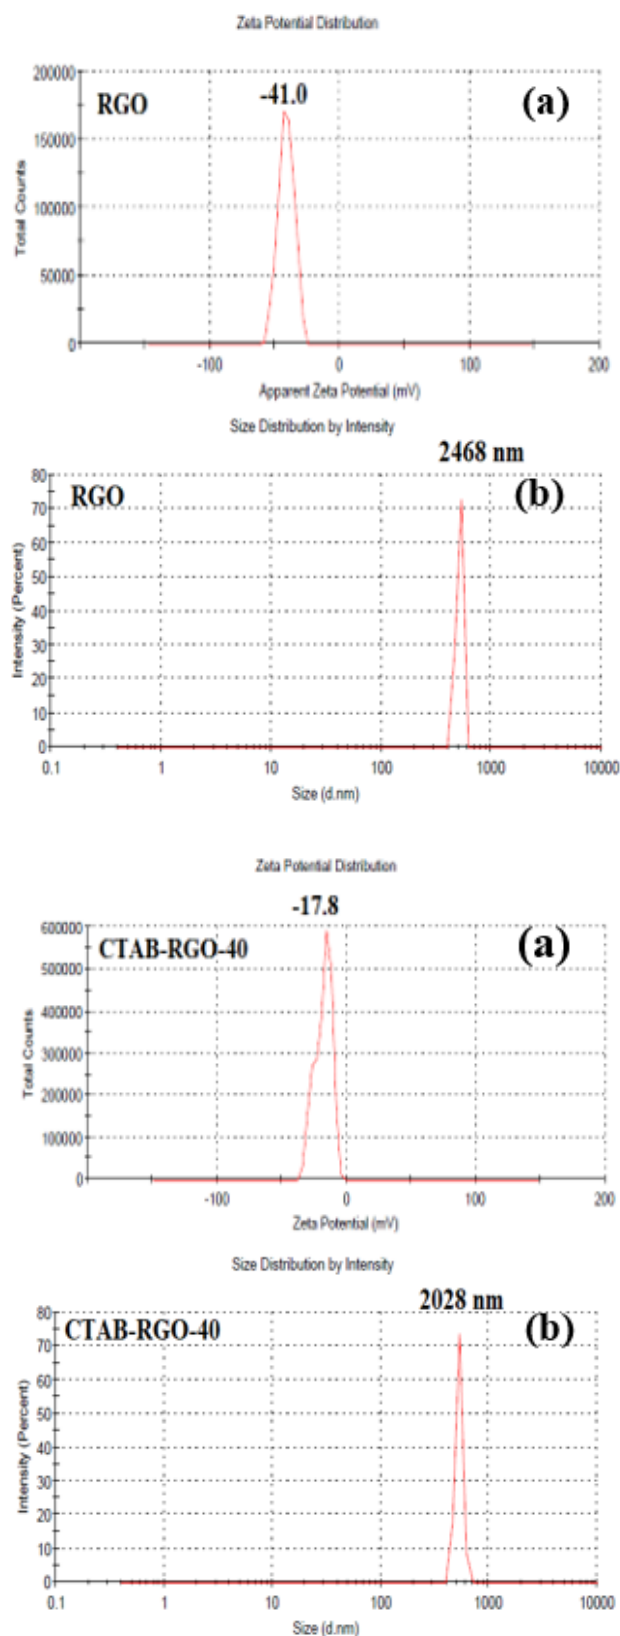 Zeta Potential Distribution
200000
150000
100000
50000
0
Total Counts
RGO
-41.0
(a)
-100
0
100
200
Apparent Zeta Potential (mV)
Size Distribution by Intensity
2468 nm
80
70
60
50
40
30
20
10
0
Intensity (Percent)
RGO
(b)
0.1
1
10
100
1000
10000
Size (d.nm)
Zeta Potential Distribution
-17.8
600000
500000
400000
300000
200000
100000
0
Total Counts
CTAB-RGO-40
(a)
-100
0
100
200
Zeta Potential (mV)
Size Distribution by Intensity
2028 nm
80
70
60
50
40
30
20
10
0
Intensity (Percent)
CTAB-RGO-40
(b)
0.1
1
10
100
1000
10000
Size (d.nm)